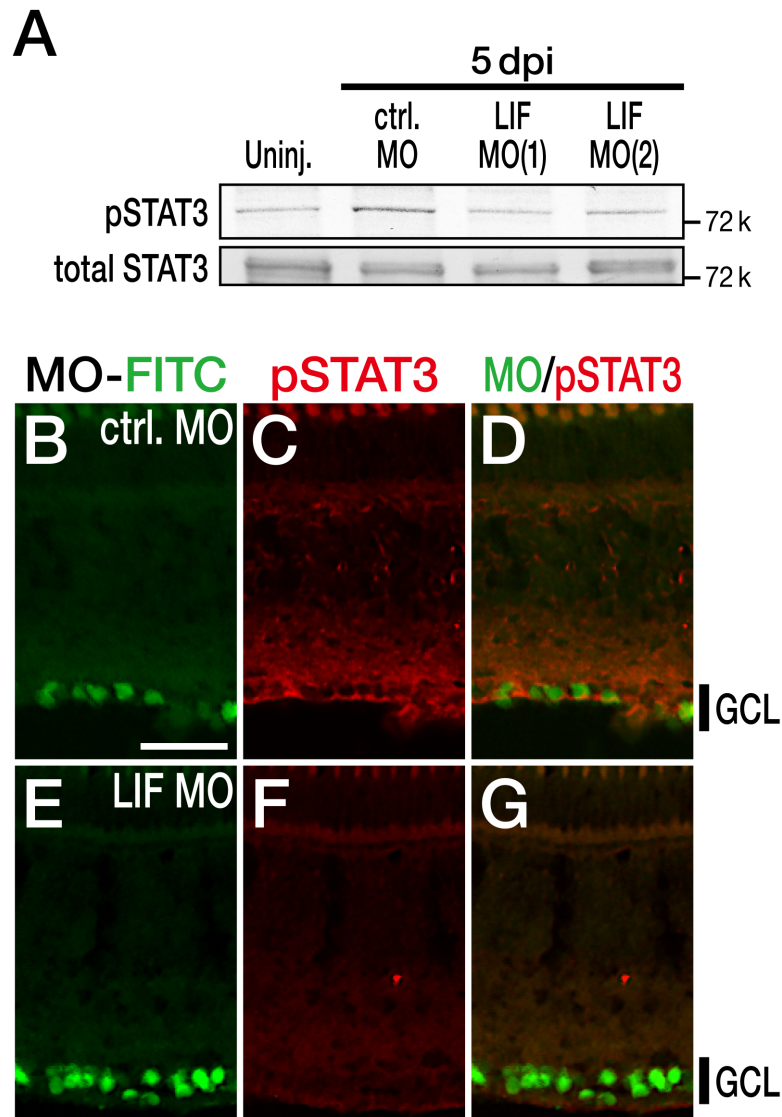 A
5 dpi
ctrl. MO
LIF MO(1)
LIF MO(2)
Uninj.
pSTAT3
72 k
total STAT3
72 k
MO-FITC
pSTAT3
MO/pSTAT3
B
ctrl. MO
C
D
GCL
E
LIF MO
F
G
GCL